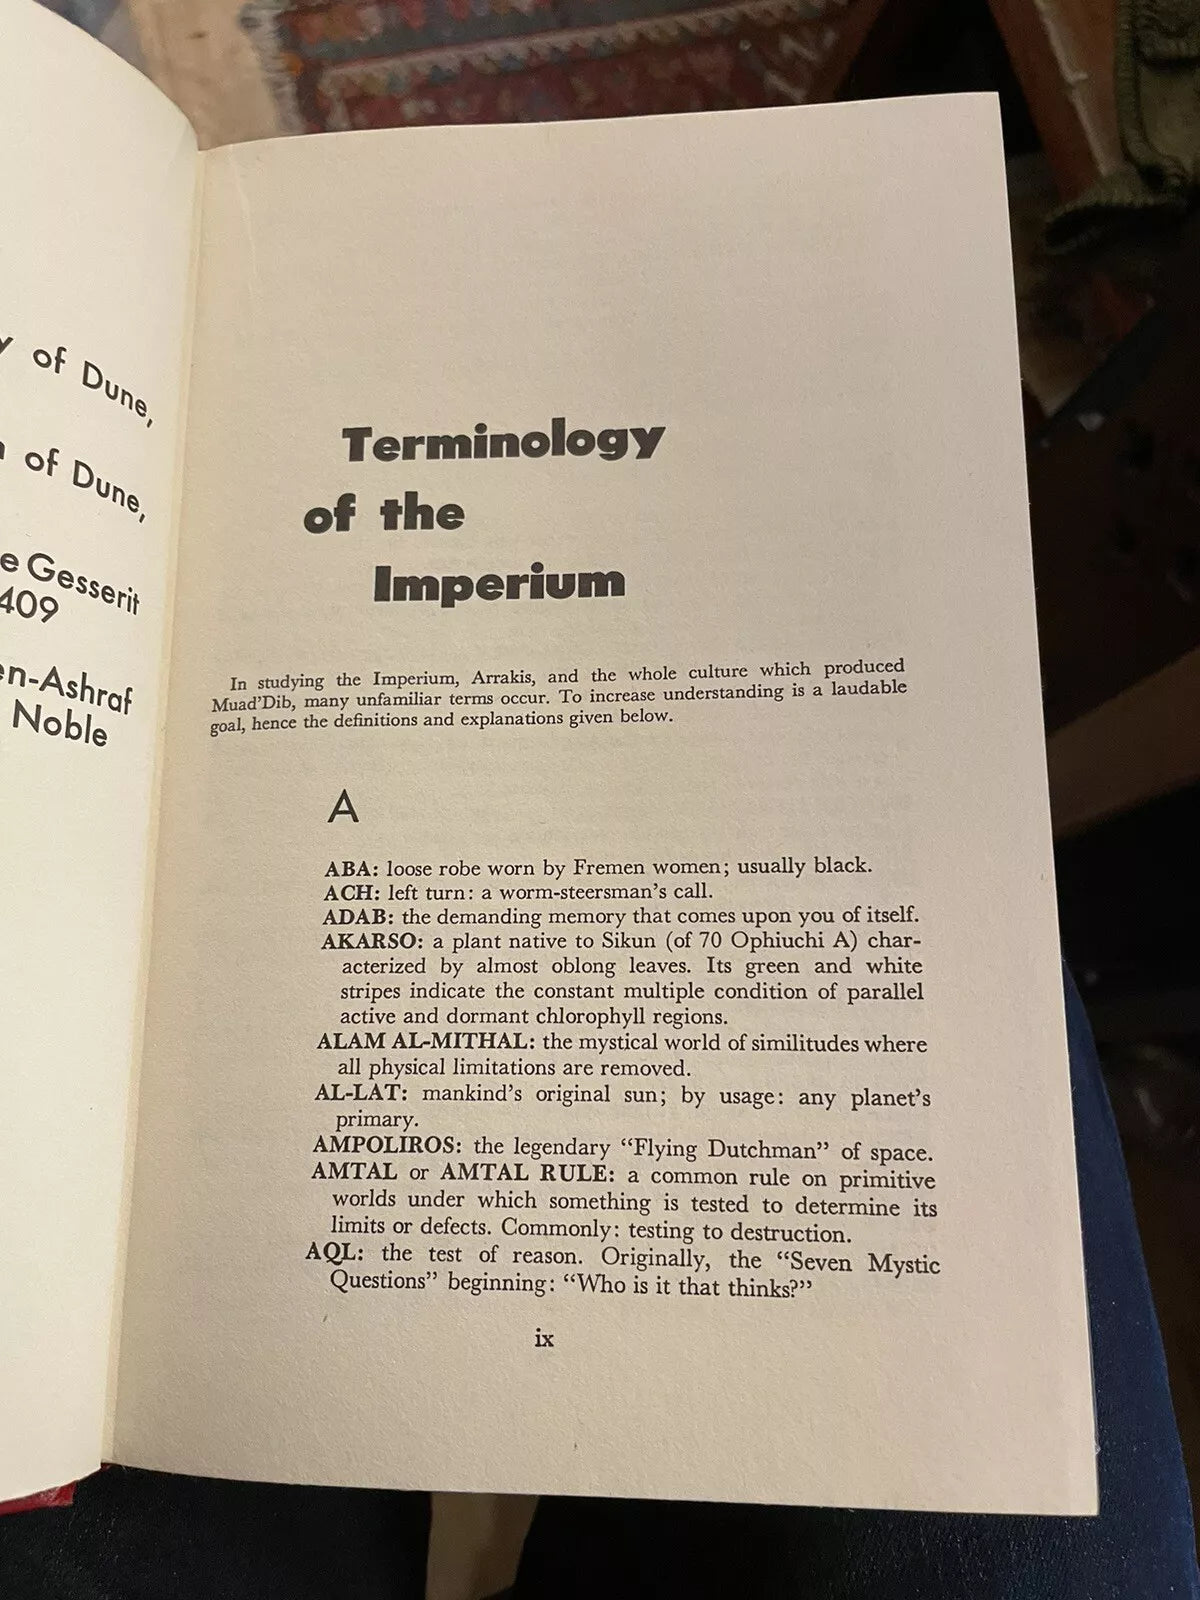 of Dune,
of Dune,
Gesserit
409
en-Ashraf
Noble
Terminology
of the
Imperium
In studying the Imperium, Arrakis, and the whole culture which produced
Muad'Dib, many unfamiliar terms occur. To increase understanding is a laudable
goal, hence the definitions and explanations given below.
A
ABA: loose robe worn by Fremen women; usually black.
ACH: left turn: a worm-steersman's call.
ADAB: the demanding memory that comes upon you of itself.
AKARSO: a plant native to Sikun (of 70 Ophiuchi A) char-
acterized by almost oblong leaves. Its green and white
stripes indicate the constant multiple condition of parallel
active and dormant chlorophyll regions.
ALAM AL-MITHAL: the mystical world of similitudes where
all physical limitations are removed.
AL-LAT: mankind's original sun; by usage: any planet's
primary.
AMPOLIROS: the legendary “Flying Dutchman” of space.
AMTAL or AMTAL RULE: a common rule on primitive
worlds under which something is tested to determine its
limits or defects. Commonly: testing to destruction.
AQL: the test of reason. Originally, the “Seven Mystic
Questions” beginning: “Who is it that thinks?”
ix